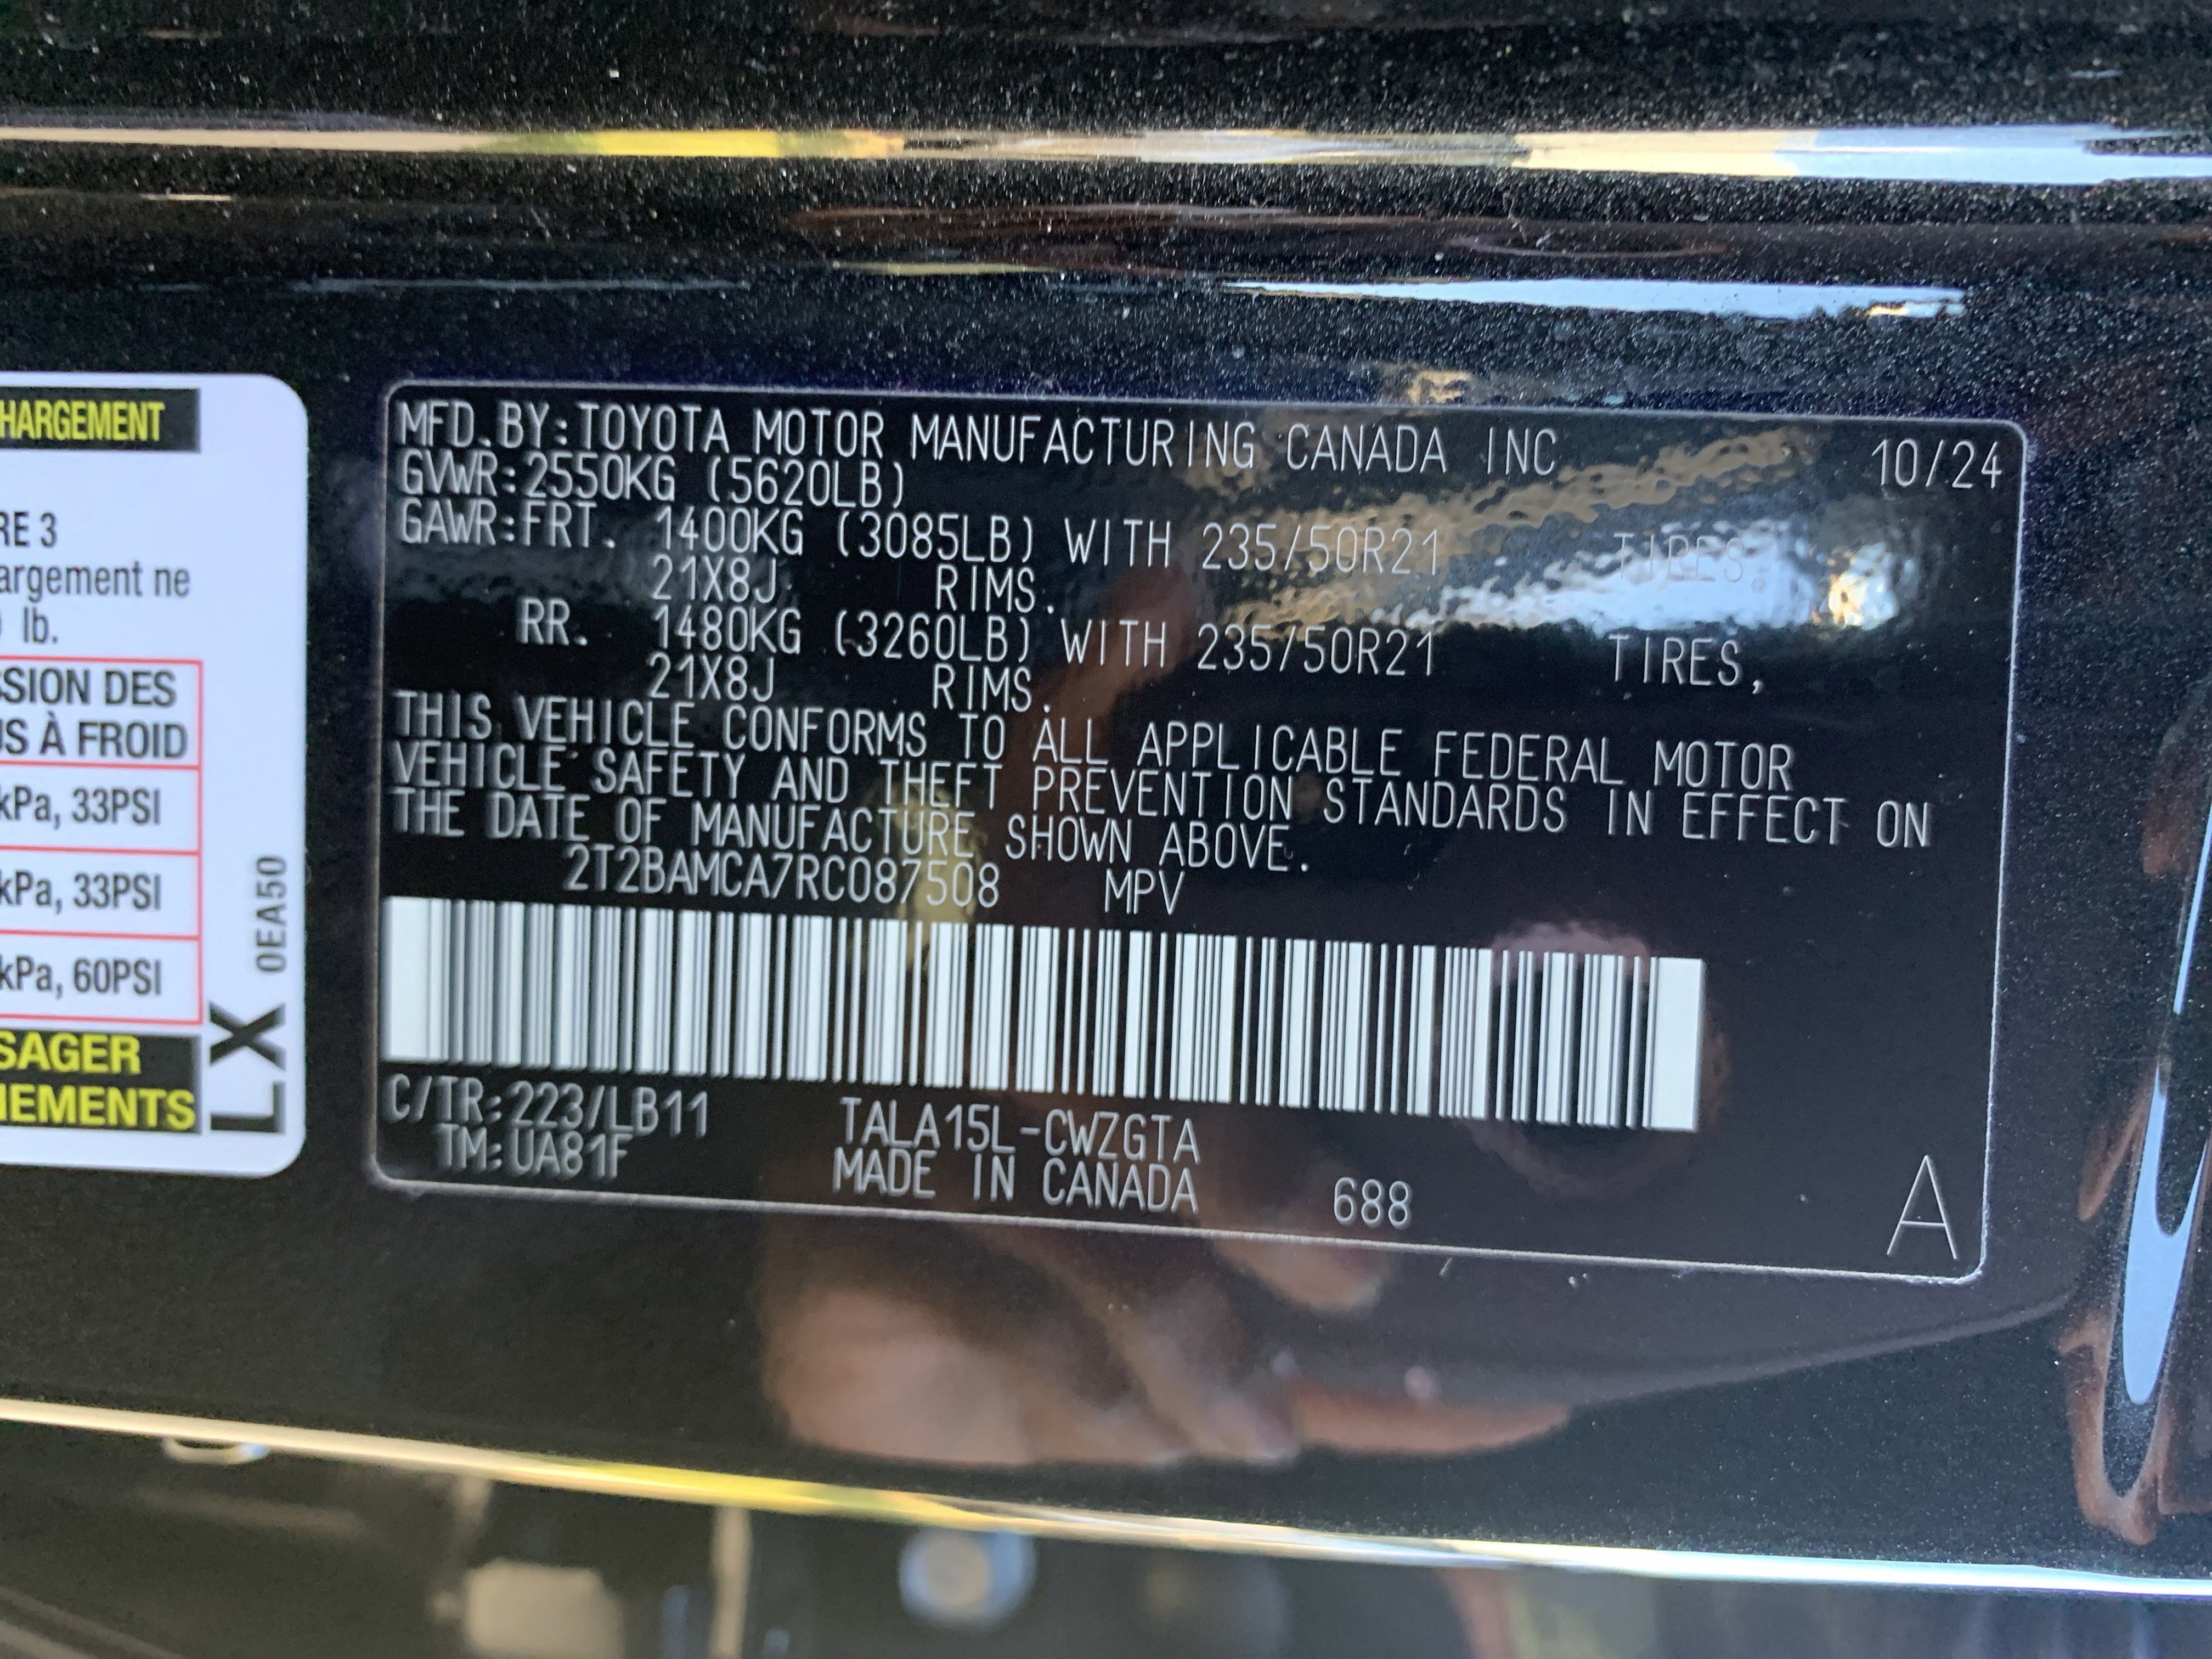 HARGEMENT
RE 3
argement ne
lb.
SSION DES
US À FROID
kPa, 33PSI
kPa, 33PSI
kPa, 60PSI
SAGER
NEMENTS
LX 0EA50
MFD.BY:TOYOTA MOTOR MANUFACTURING CANADA INC 10/24
GVWR:2550KG (5620LB)
GAWR:FRT. 1400KG (3085LB) WITH 235/50R21 TIRES,
21X8J RIMS.
RR. 1480KG (3260LB) WITH 235/50R21 TIRES,
21X8J RIMS.
THIS VEHICLE CONFORMS TO ALL APPLICABLE FEDERAL MOTOR
VEHICLE SAFETY AND THEFT PREVENTION STANDARDS IN EFFECT ON
THE DATE OF MANUFACTURE SHOWN ABOVE.
2T2BAMCA7RC087508 MPV
C/TR:223/LB11 TALA15L-CWZGTA
TM:UA81F MADE IN CANADA 688
A